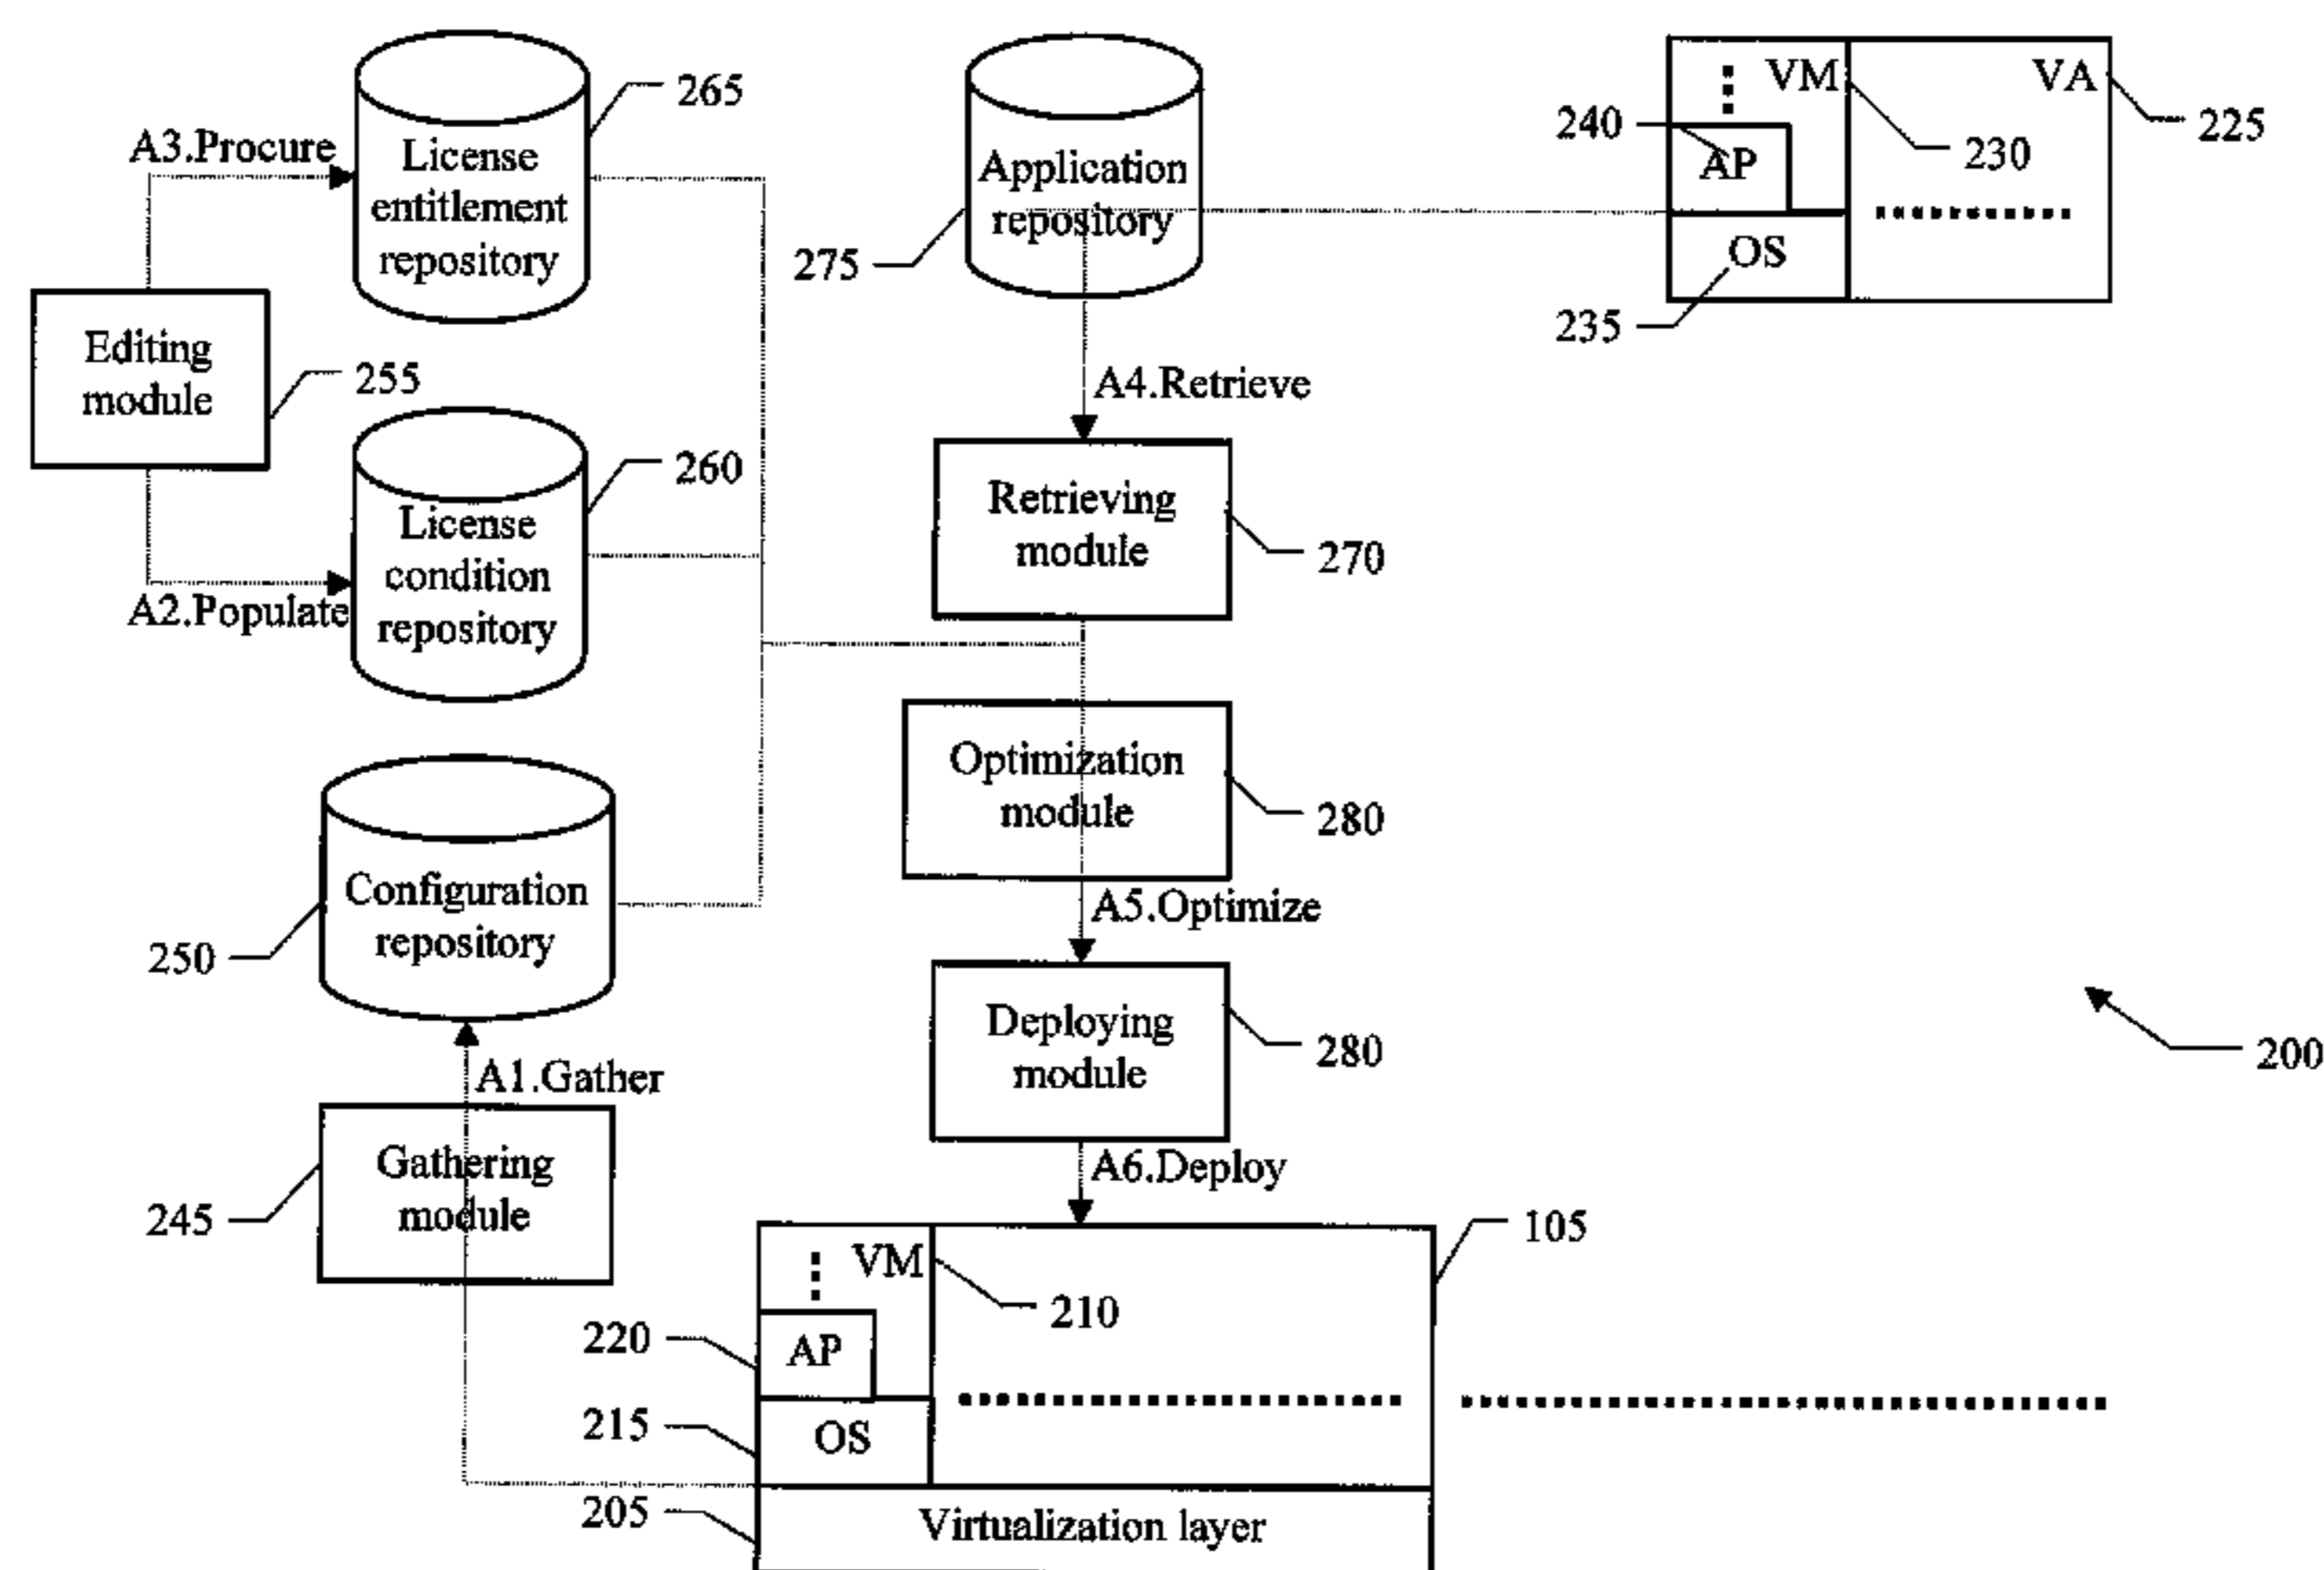 A3.Procure
License
entitlement
repository
265
Application
repository
275
VM
VA
240
AP
230
225
OS
235
Editing
module
255
A2.Populate
License
condition
repository
260
A4.Retrieve
Retrieving
module
270
Optimization
module
280
Configuration
repository
250
A5.Optimize
Deploying
module
280
200
A1.Gather
Gathering
module
245
A6.Deploy
105
VM
210
220
AP
215
OS
205
Virtualization layer